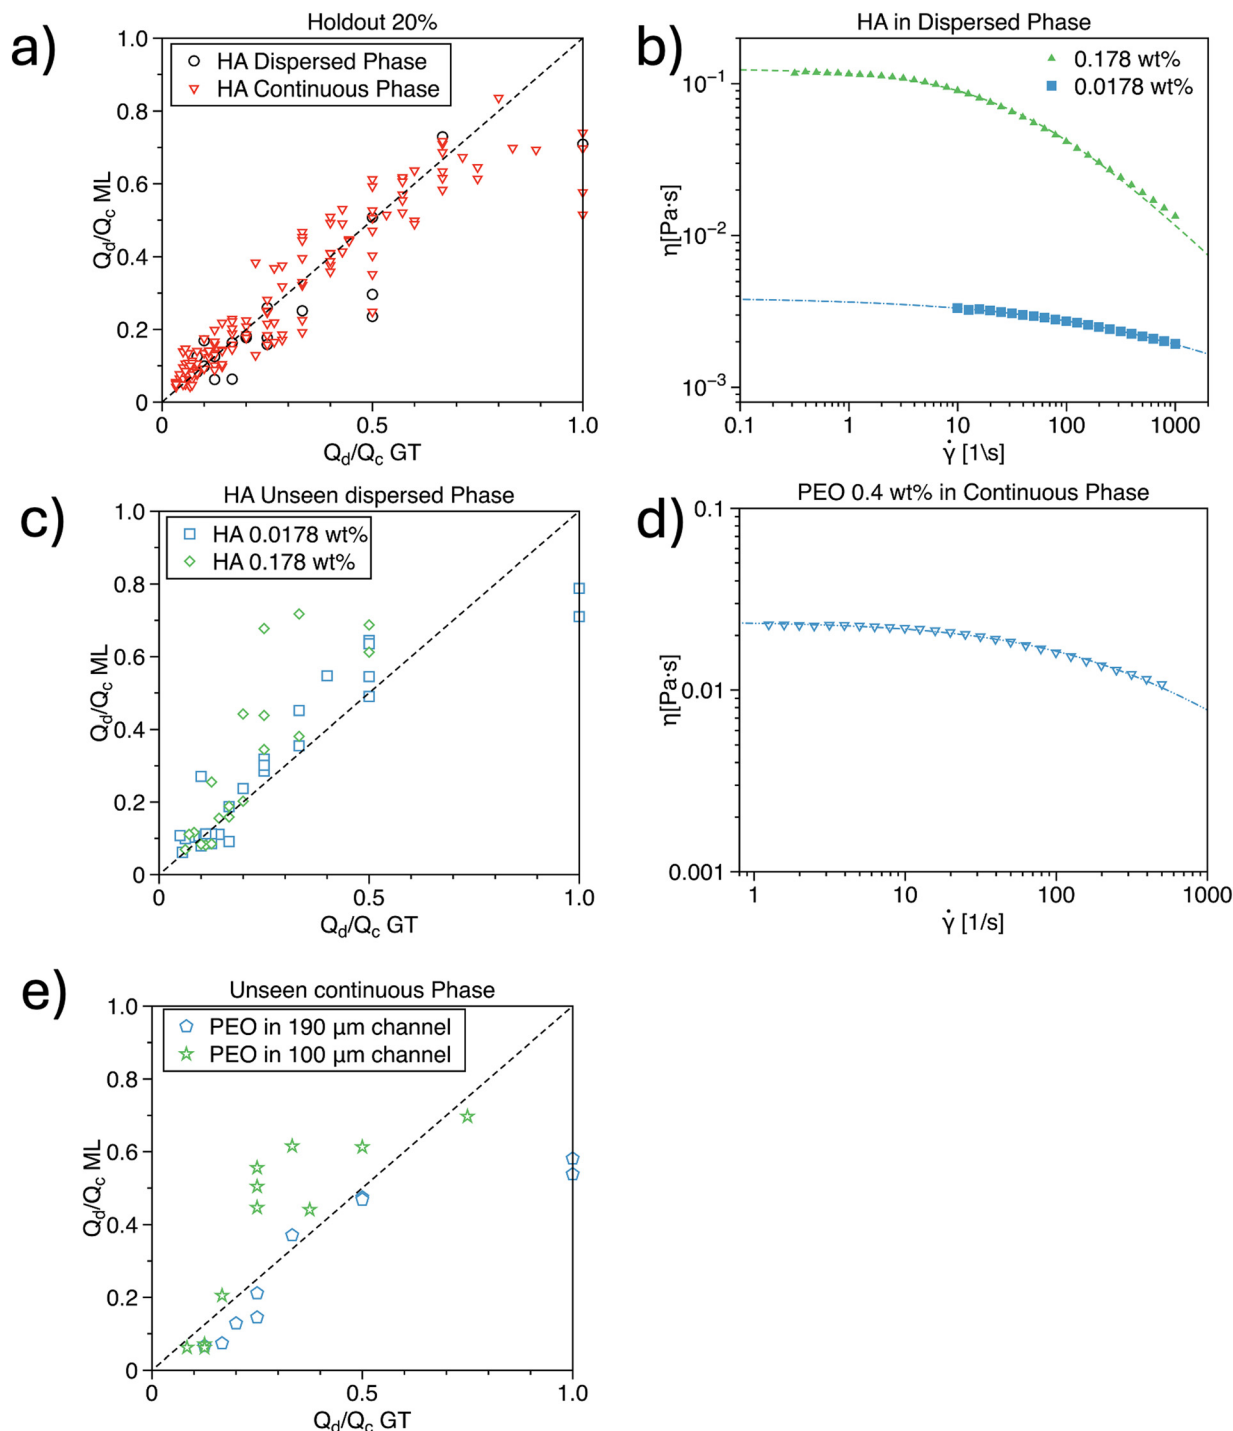 a)
Holdout 20%
1.0
0.8
0.6
0.4
0.2
0
0
0.5
1.0
HA Dispersed Phase
HA Continuous Phase
Qd/Qc ML
Qd/Qc GT
b)
HA in Dispersed Phase
0.178 wt%
0.0178 wt%
10⁻¹
10⁻²
10⁻³
η[Pa·s]
0.1
1
10
100
1000
γ̇ [1\s]
c)
HA Unseen dispersed Phase
1.0
0.8
0.6
0.4
0.2
0
0
0.5
1.0
HA 0.0178 wt%
HA 0.178 wt%
Qd/Qc ML
Qd/Qc GT
d)
PEO 0.4 wt% in Continuous Phase
0.1
0.01
0.001
η[Pa·s]
1
10
100
1000
γ̇ [1/s]
e)
Unseen continuous Phase
1.0
0.8
0.6
0.4
0.2
0
0
0.5
1.0
PEO in 190 μm channel
PEO in 100 μm channel
Qd/Qc ML
Qd/Qc GT